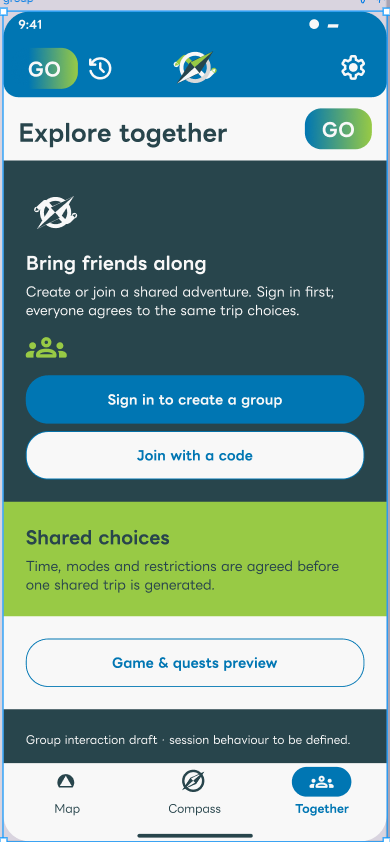 group
9:41
GO
Explore together
GO
Bring friends along
Create or join a shared adventure. Sign in first;
everyone agrees to the same trip choices.
Sign in to create a group
Join with a code
Shared choices
Time, modes and restrictions are agreed before
one shared trip is generated.
Game & quests preview
Group interaction draft · session behaviour to be defined.
Map
Compass
Together